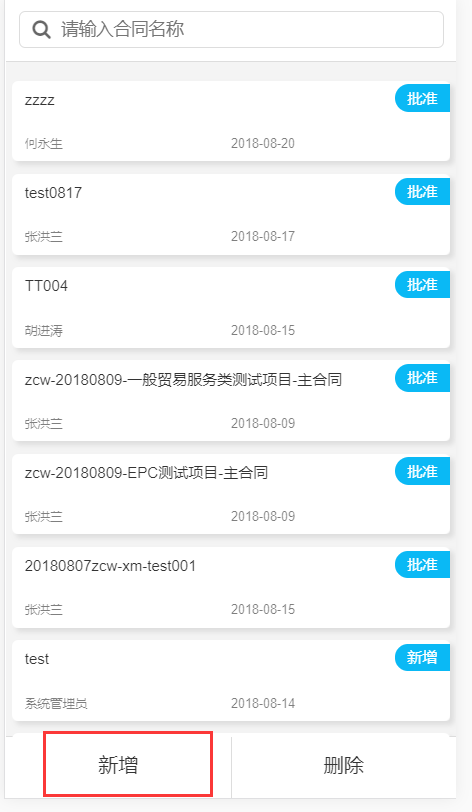 请输入合同名称
zzzz
批准
何永生
2018-08-20
test0817
批准
张洪兰
2018-08-17
TT004
批准
胡进涛
2018-08-15
zcw-20180809-一般贸易服务类测试项目-主合同
批准
张洪兰
2018-08-09
zcw-20180809-EPC测试项目-主合同
批准
张洪兰
2018-08-09
20180807zcw-xm-test001
批准
张洪兰
2018-08-15
test
新增
系统管理员
2018-08-14
新增
删除